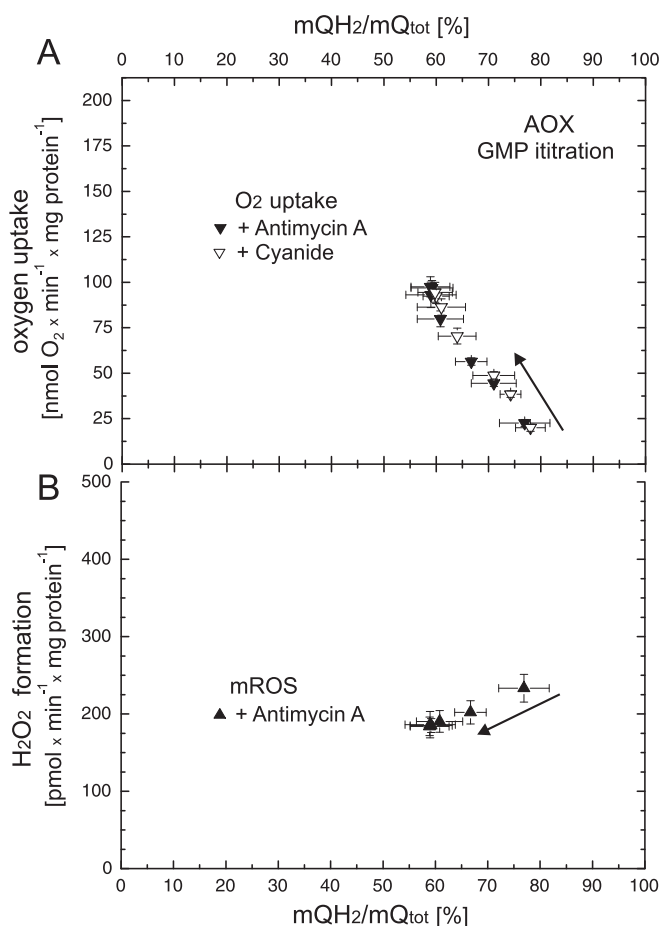 mQH2/mQtot [%]
0 10 20 30 40 50 60 70 80 90 100
A
200
175
150
125
100
75
50
25
0
oxygen uptake
[nmol O2 x min-1 x mg protein-1]
AOX
GMP ititration
O2 uptake
+ Antimycin A
+ Cyanide
B
500
400
300
200
100
0
H2O2 formation
[pmol x min-1 x mg protein-1]
mROS
+ Antimycin A
0 10 20 30 40 50 60 70 80 90 100
mQH2/mQtot [%]